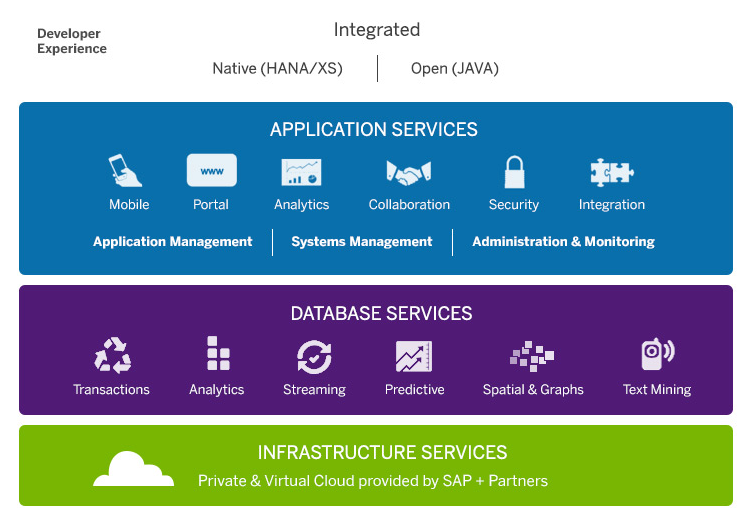 Developer
Experience
Integrated
Native (HANA/XS)
Open (JAVA)
APPLICATION SERVICES
www
Mobile
Portal
Analytics
Collaboration
Security
Integration
Application Management
Systems Management
Administration & Monitoring
DATABASE SERVICES
Transactions
Analytics
Streaming
Predictive
Spatial & Graphs
Text Mining
INFRASTRUCTURE SERVICES
Private & Virtual Cloud provided by SAP + Partners